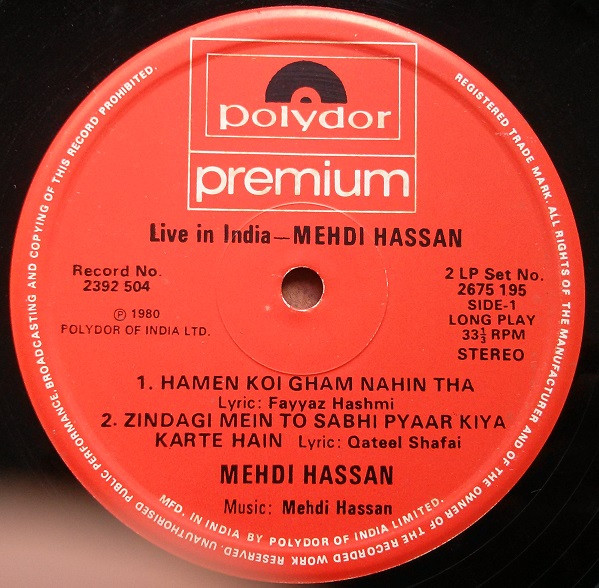 polydor
premium
Live in India—MEHDI HASSAN
Record No.
2392 504
℗ 1980
POLYDOR OF INDIA LTD.
2 LP Set No.
2675 195
SIDE-1
LONG PLAY
33⅓ RPM
STEREO
1. HAMEN KOI GHAM NAHIN THA
Lyric: Fayyaz Hashmi
2. ZINDAGI MEIN TO SABHI PYAAR KIYA
KARTE HAIN Lyric: Qateel Shafai
MEHDI HASSAN
Music: Mehdi Hassan
MFD. IN INDIA BY POLYDOR OF INDIA LIMITED.
REGISTERED TRADE MARK. ALL RIGHTS OF THE MANUFACTURER AND OF THE OWNER OF THE RECORDED WORK RESERVED. UNAUTHORISED PUBLIC PERFORMANCE, BROADCASTING AND COPYING OF THIS RECORD PROHIBITED.